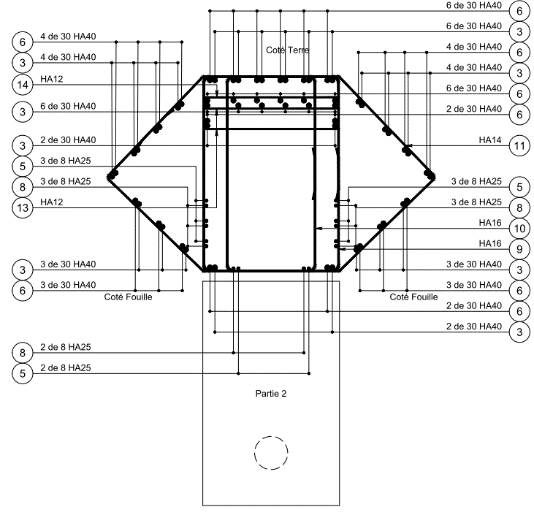 6 de 30 HA40 6
6 de 30 HA40 3
Coté Terre
6 4 de 30 HA40
4 de 30 HA40 6
3 4 de 30 HA40
4 de 30 HA40 3
14 HA12
6 de 30 HA40 6
3 6 de 30 HA40
2 de 30 HA40 6
3 2 de 30 HA40
HA14 11
5 3 de 8 HA25
8 3 de 8 HA25
3 de 8 HA25 5
13 HA12
3 de 8 HA25 8
HA16 10
HA16 9
3 3 de 30 HA40
3 de 30 HA40 3
6 3 de 30 HA40
3 de 30 HA40 6
Coté Fouille
Coté Fouille
2 de 30 HA40 6
2 de 30 HA40 3
8 2 de 8 HA25
5 2 de 8 HA25
Partie 2